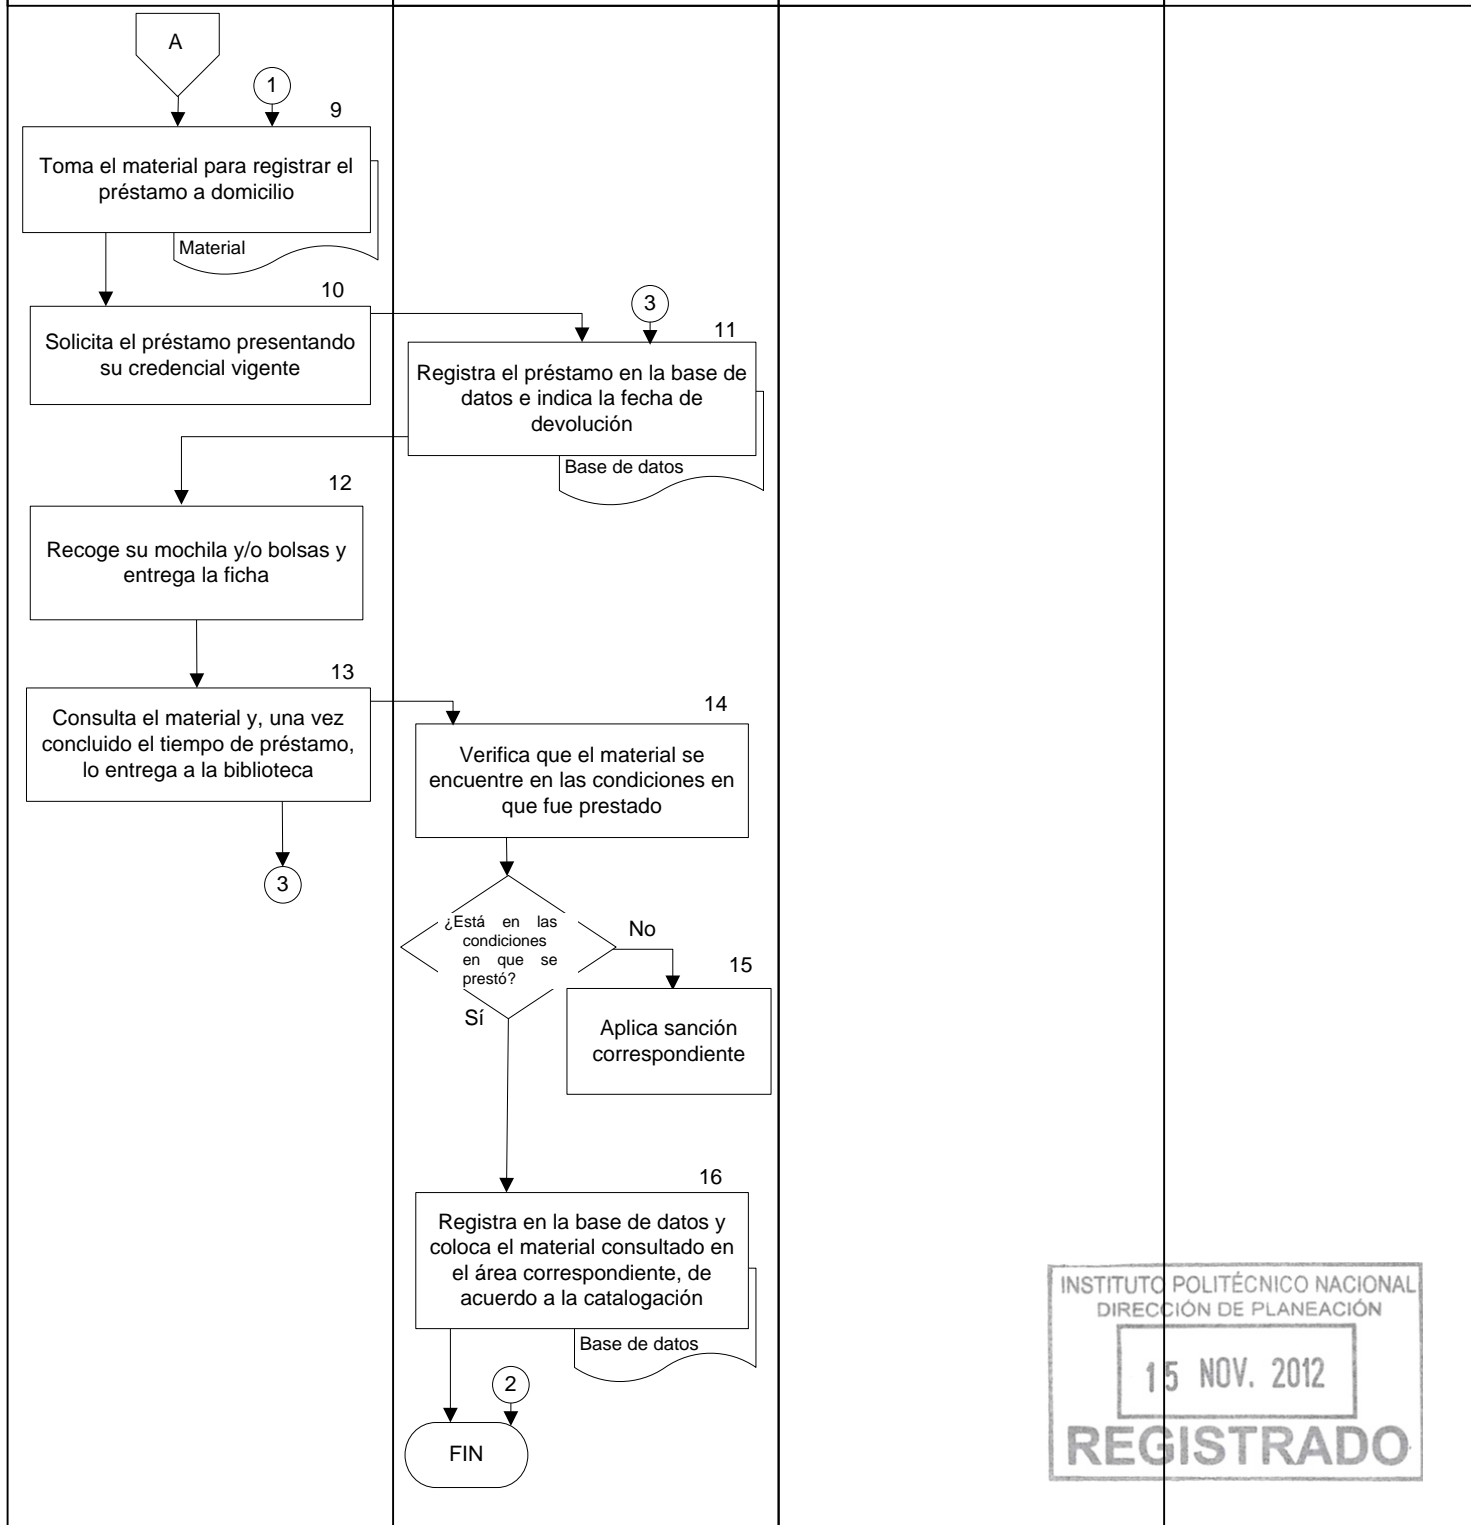 A
1
9
Toma el material para registrar el
préstamo a domicilio
Material
10
Solicita el préstamo presentando
su credencial vigente
3
11
Registra el préstamo en la base de
datos e indica la fecha de
devolución
Base de datos
12
Recoge su mochila y/o bolsas y
entrega la ficha
13
Consulta el material y, una vez
concluido el tiempo de préstamo,
lo entrega a la biblioteca
3
14
Verifica que el material se
encuentre en las condiciones en
que fue prestado
¿Está en las
condiciones
en que se
prestó?
No
Sí
15
Aplica sanción
correspondiente
16
Registra en la base de datos y
coloca el material consultado en
el área correspondiente, de
acuerdo a la catalogación
Base de datos
2
FIN
INSTITUTO POLITÉCNICO NACIONAL
DIRECCIÓN DE PLANEACIÓN
15 NOV. 2012
REGISTRADO